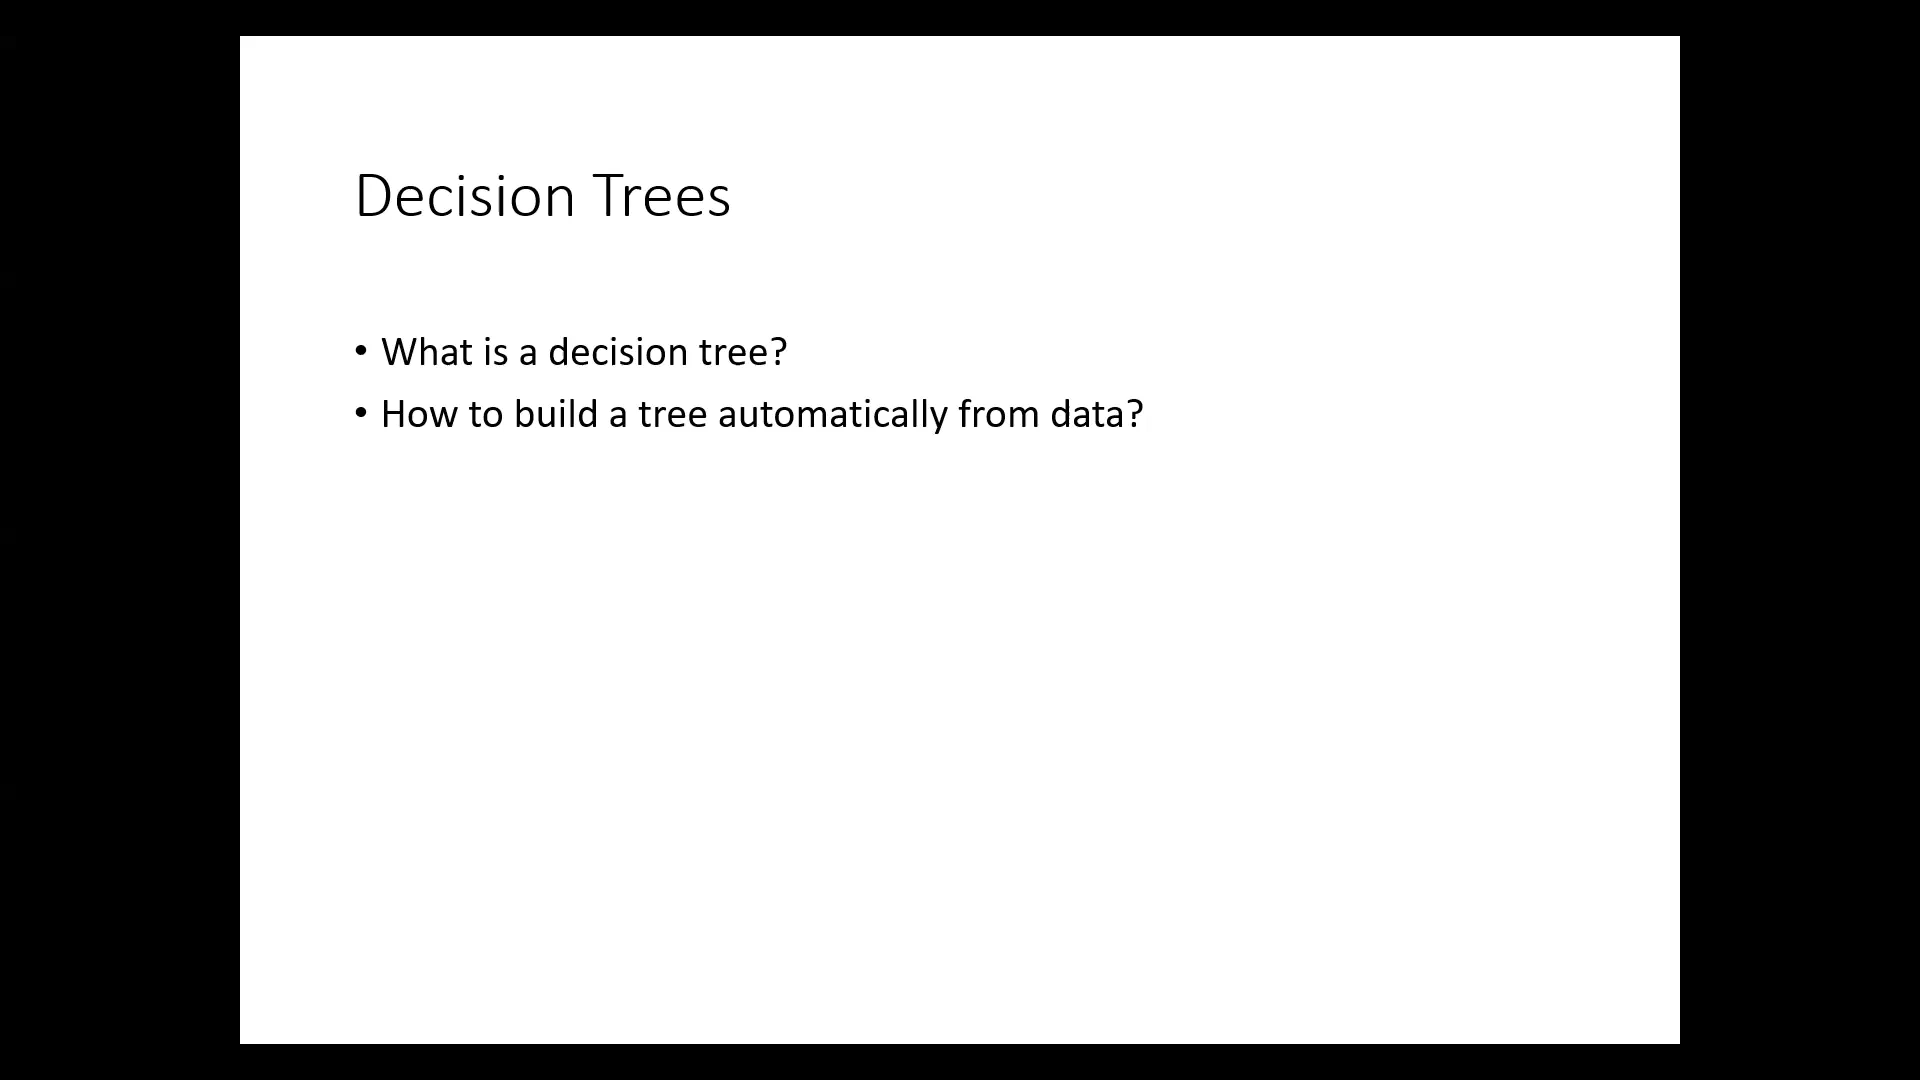 Decision Trees
• What is a decision tree?
• How to build a tree automatically from data?